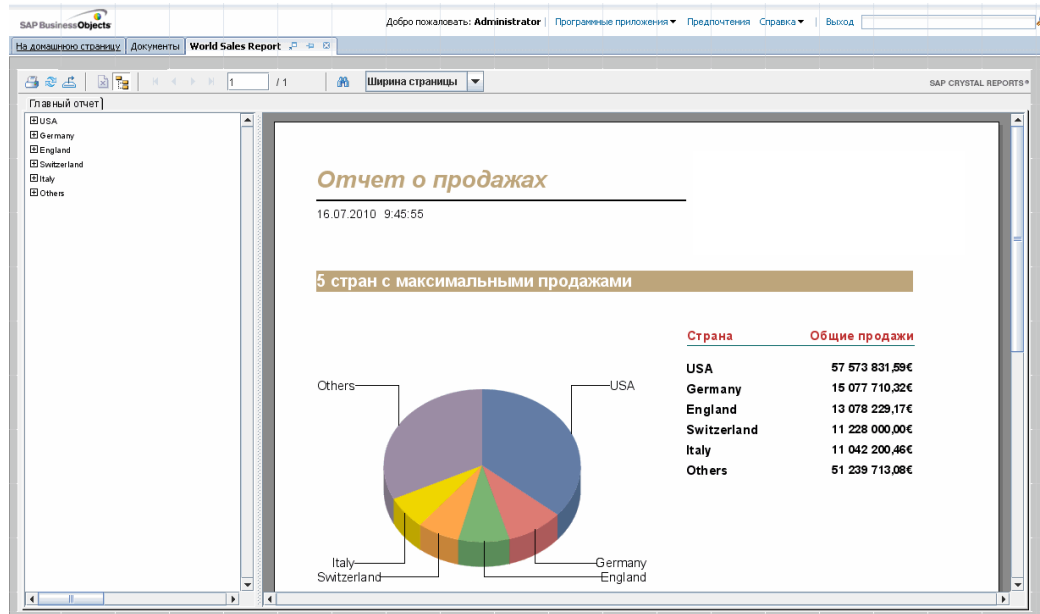 SAP BusinessObjects
Добро пожаловать: Administrator | Программные приложения Предпочтения Справка | Выход
На домашнюю страницу Документы World Sales Report
1 / 1 Ширина страницы SAP CRYSTAL REPORTS®
Главный отчет
USA
Germany
England
Switzerland
Italy
Others
Отчет о продажах
16.07.2010 9:45:55
5 стран с максимальными продажами
Страна Общие продажи
USA 57 573 831,59€
Germany 15 077 710,32€
England 13 078 229,17€
Switzerland 11 228 000,00€
Italy 11 042 200,46€
Others 51 239 713,08€
Others
USA
Italy
Germany
Switzerland
England